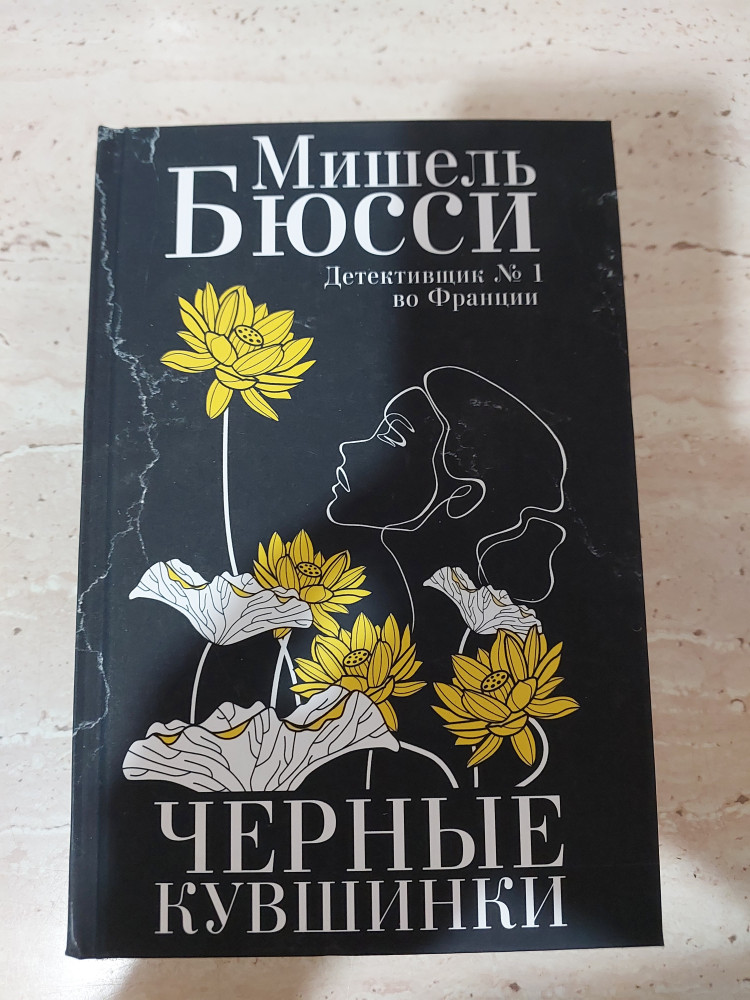 Мишель
Бюсси
Детективщик № 1
во Франции
ЧЕРНЫЕ
КУВШИНКИ